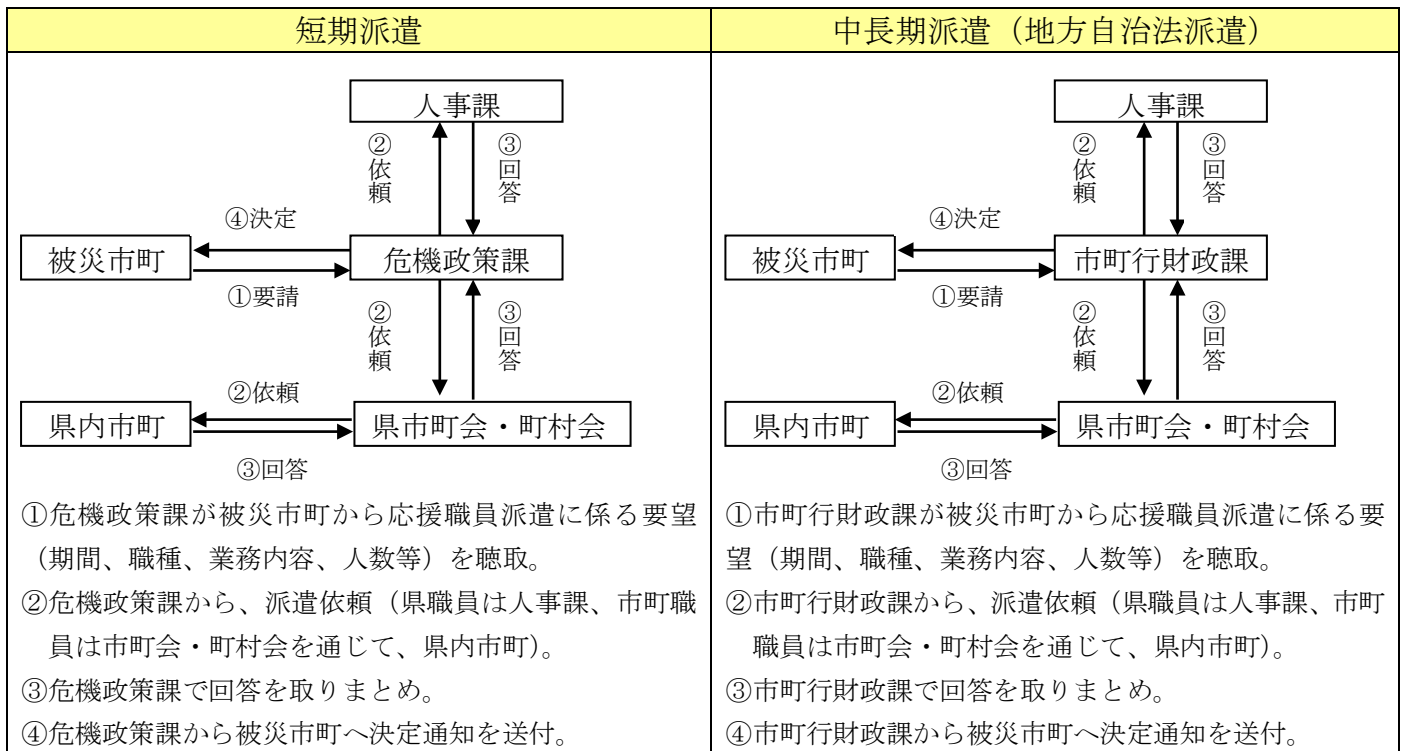 短期派遣
人事課
②依頼
③回答
④決定
被災市町
危機政策課
①要請
②依頼
③回答
②依頼
県内市町
県市町会・町村会
③回答
①危機政策課が被災市町から応援職員派遣に係る要望
（期間、職種、業務内容、人数等）を聴取。
②危機政策課から、派遣依頼（県職員は人事課、市町職
員は市町会・町村会を通じて、県内市町）。
③危機政策課で回答を取りまとめ。
④危機政策課から被災市町へ決定通知を送付。
中長期派遣（地方自治法派遣）
人事課
②依頼
③回答
④決定
被災市町
市町行財政課
①要請
②依頼
③回答
②依頼
県内市町
県市町会・町村会
③回答
①市町行財政課が被災市町から応援職員派遣に係る要
望（期間、職種、業務内容、人数等）を聴取。
②市町行財政課から、派遣依頼（県職員は人事課、市町
職員は市町会・町村会を通じて、県内市町）。
③市町行財政課で回答を取りまとめ。
④市町行財政課から被災市町へ決定通知を送付。